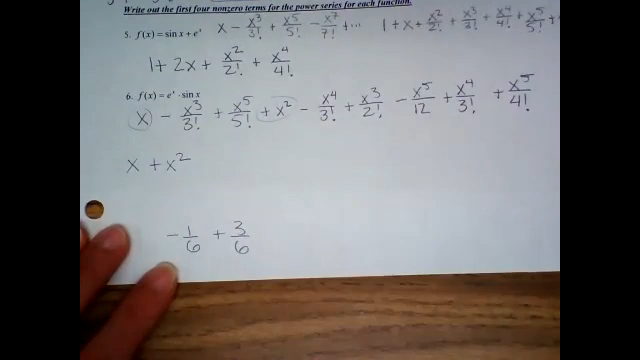 Write out the first four nonzero terms for the power series for each function.
5. f(x) = sin x + eˣ x - x³/3! + x⁵/5! - x⁷/7! + ... 1 + x + x²/2! + x³/3! + x⁴/4! + x⁵/5! +
1 + 2x + x²/2! + x⁴/4!
6. f(x) = eˣ · sin x
x - x³/3! + x⁵/5! + x² - x⁴/3! + x³/2! - x⁵/12 + x⁴/3! + x⁵/4!
x + x²
- 1/6 + 3/6